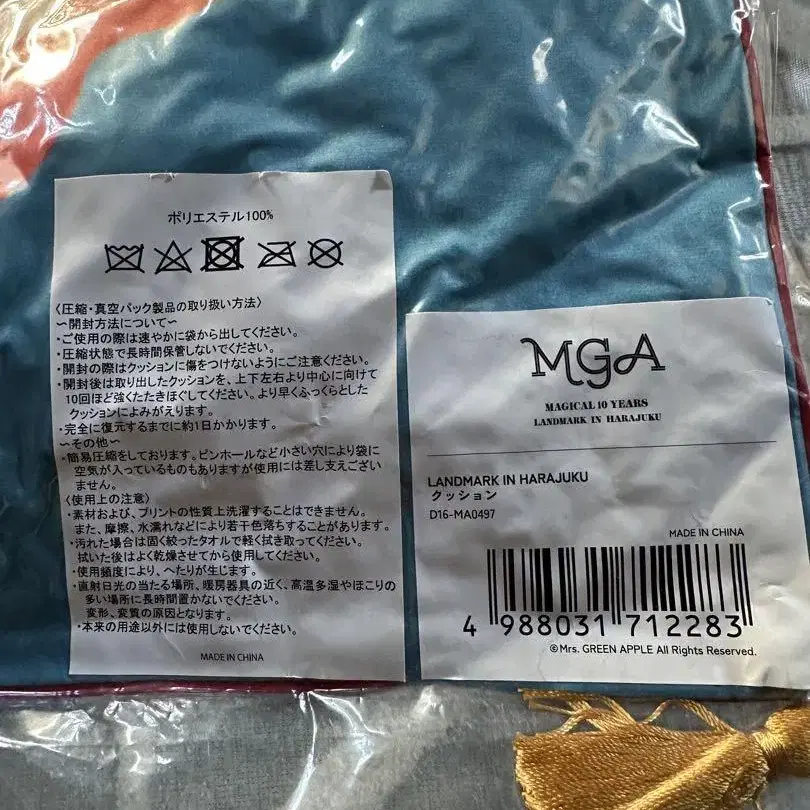 ポリエステル100%
〈圧縮・真空パック製品の取り扱い方法〉
〜開封方法について〜
・ご使用の際は速やかに袋から出してください。
・圧縮状態で長時間保管しないでください。
・開封の際はクッションに傷をつけないようにご注意ください。
・開封後は取り出したクッションを、上下左右より中心に向けて
10回ほど強くたたきほぐしてください。より早くふっくらとした
クッションによみがえります。
・完全に復元するまでに約1日かかります。
〜その他〜
・簡易圧縮をしております。ピンホールなど小さい穴により袋に
空気が入っているものもありますが使用には差し支えござい
ません。
〈使用上の注意〉
・素材および、プリントの性質上洗濯することはできません。
また、摩擦、水濡れなどにより若干色落ちすることがあります。
・汚れた場合は固く絞ったタオルで軽く拭き取ってください。
拭いた後はよく乾燥させてから使用してください。
・使用頻度により、へたりが生じます。
・直射日光の当たる場所、暖房器具の近く、高温多湿やほこりの
多い場所に長時間置かないでください。
変形、変質の原因となります。
・本来の用途以外には使用しないでください。
MADE IN CHINA
MGA
MAGICAL 10 YEARS
LANDMARK IN HARAJUKU
LANDMARK IN HARAJUKU
クッション
D16-MA0497
MADE IN CHINA
4 988031 712283
©Mrs. GREEN APPLE All Rights Reserved.